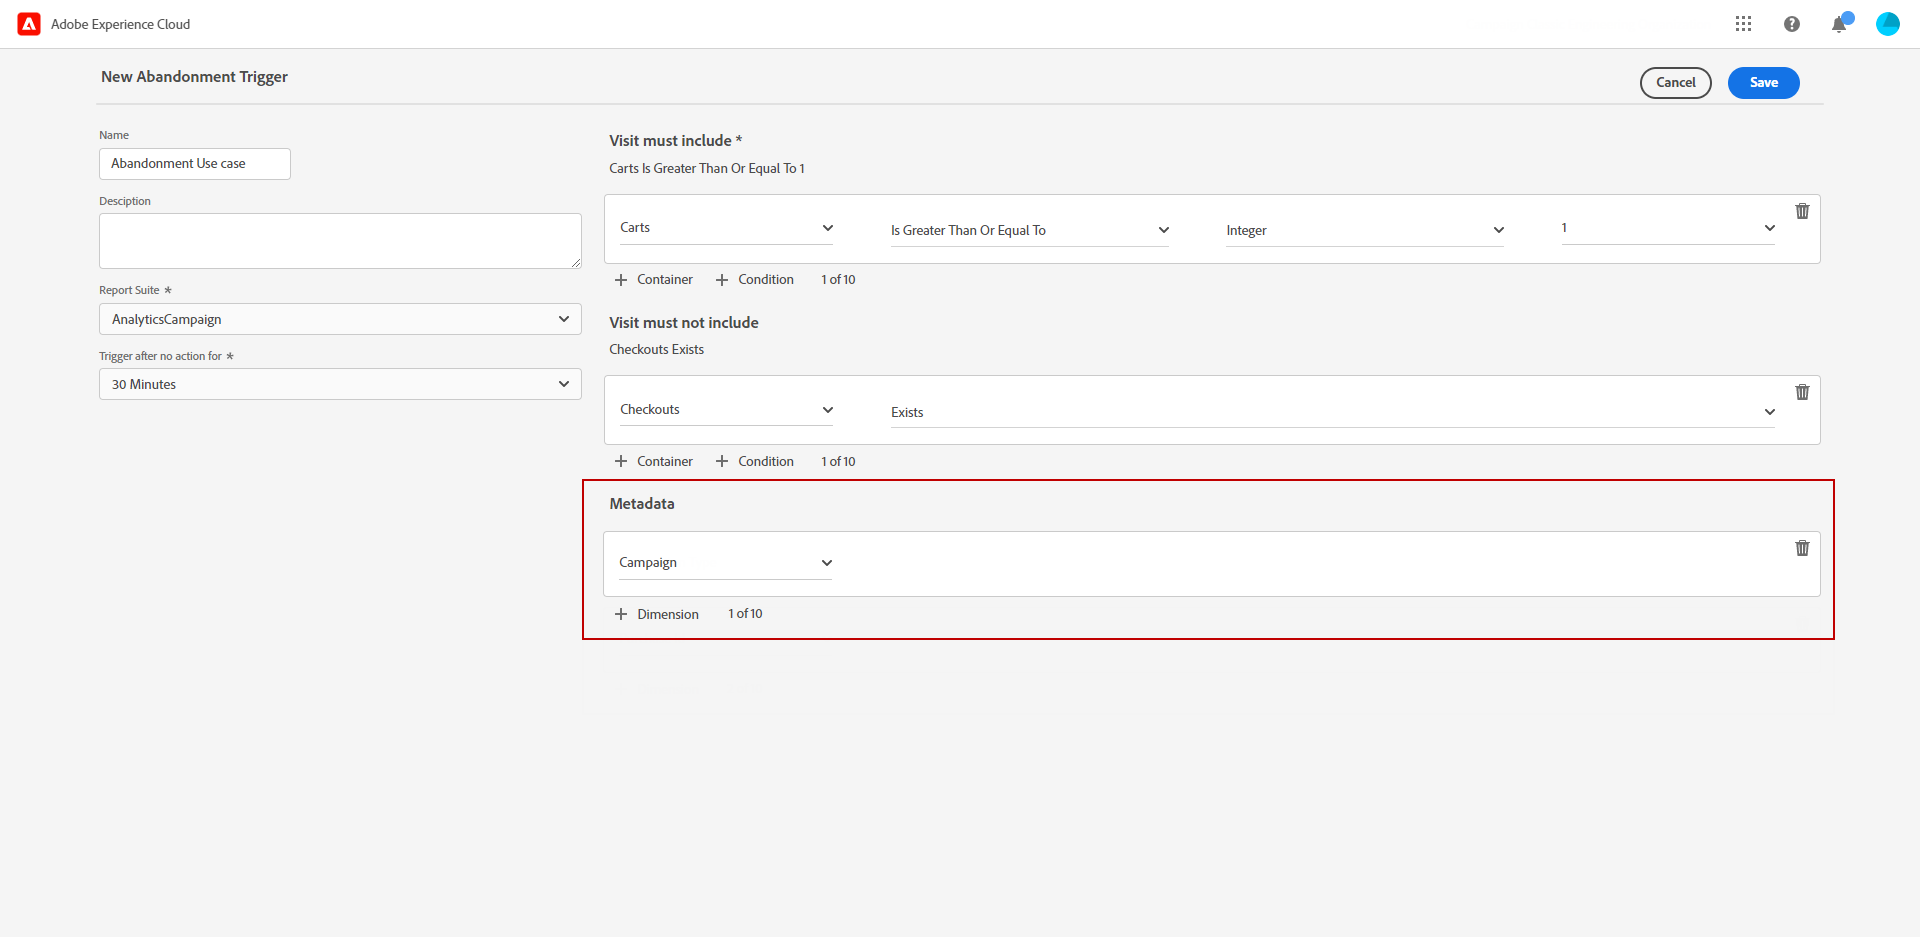 Adobe Experience Cloud
New Abandonment Trigger
Cancel
Save
Name
Abandonment Use case
Desciption
Report Suite *
AnalyticsCampaign
Trigger after no action for *
30 Minutes
Visit must include *
Carts Is Greater Than Or Equal To 1
Carts
Is Greater Than Or Equal To
Integer
1
+ Container + Condition 1 of 10
Visit must not include
Checkouts Exists
Checkouts
Exists
+ Container + Condition 1 of 10
Metadata
Campaign
+ Dimension 1 of 10